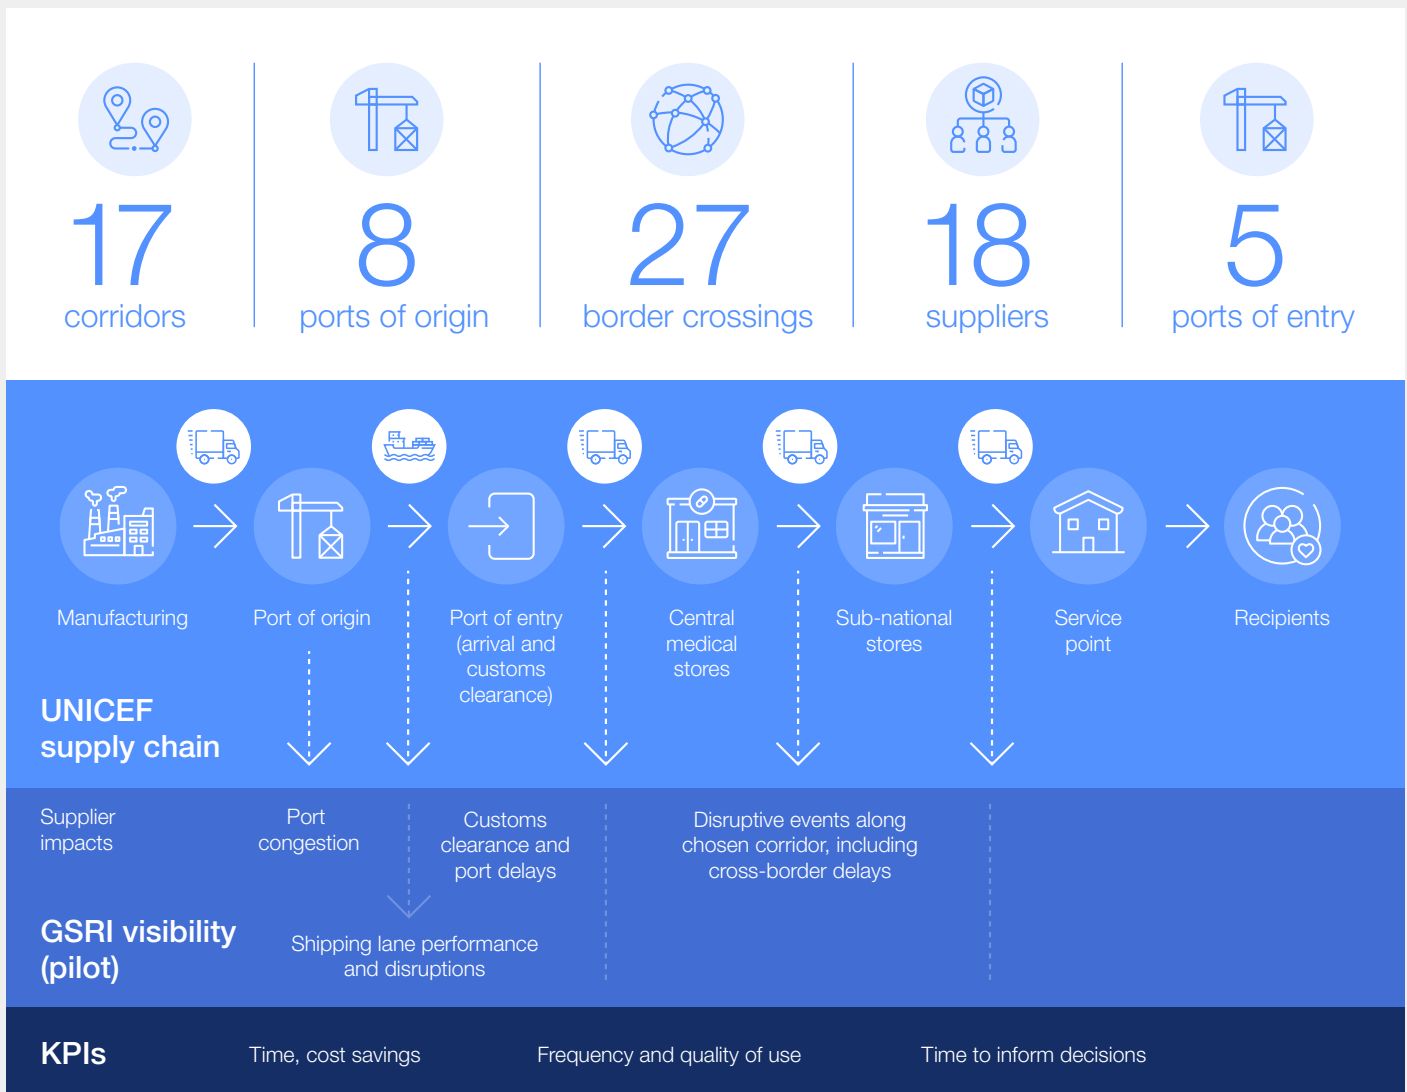 17
corridors
8
ports of origin
27
border crossings
18
suppliers
5
ports of entry
Manufacturing
Port of origin
Port of entry
(arrival and
customs
clearance)
Central
medical
stores
Sub-national
stores
Service
point
Recipients
UNICEF
supply chain
Supplier
impacts
Port
congestion
Customs
clearance and
port delays
Disruptive events along
chosen corridor, including
cross-border delays
GSRI visibility
(pilot)
Shipping lane performance
and disruptions
KPIs
Time, cost savings
Frequency and quality of use
Time to inform decisions